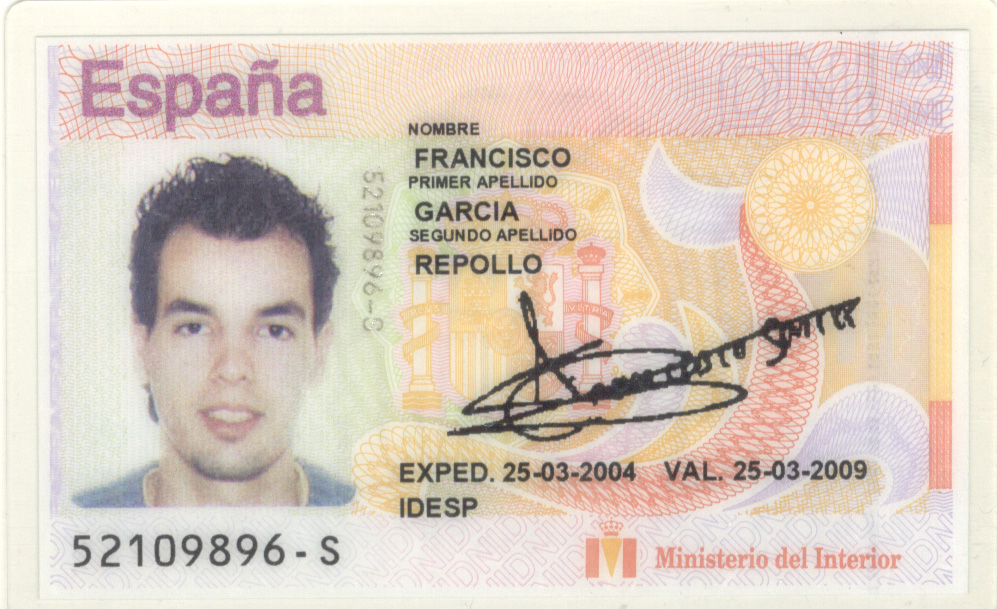 España
NOMBRE
FRANCISCO
PRIMER APELLIDO
GARCIA
SEGUNDO APELLIDO
REPOLLO
52109896-S
EXPED. 25-03-2004 VAL. 25-03-2009
IDESP
52109896-S
Ministerio del Interior